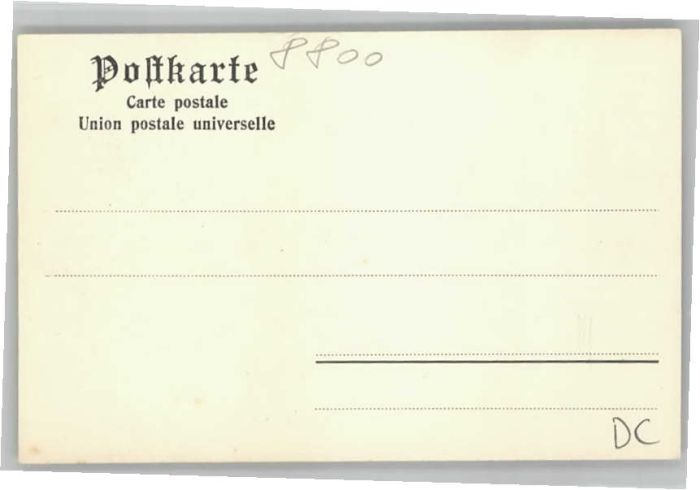 Postkarte 8800
Carte postale
Union postale universelle
DC